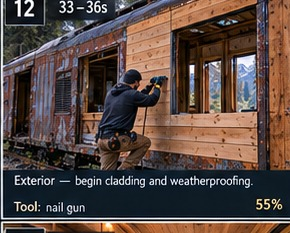 12
33–36s
Exterior — begin cladding and weatherproofing.
Tool: nail gun
55%